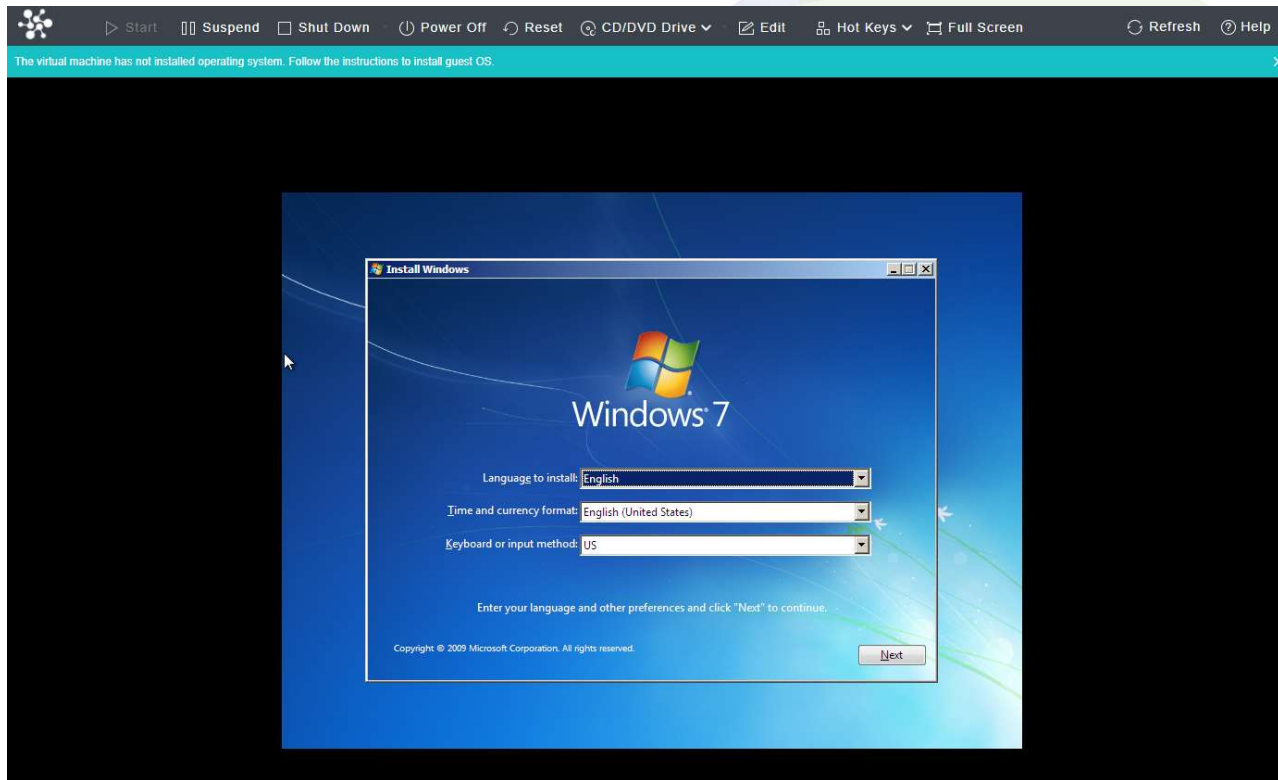 Start Suspend Shut Down Power Off Reset CD/DVD Drive Edit Hot Keys Full Screen Refresh Help
The virtual machine has not installed operating system. Follow the instructions to install guest OS.
Install Windows
Windows 7
Language to install: English
Time and currency format: English (United States)
Keyboard or input method: US
Enter your language and other preferences and click "Next" to continue.
Copyright © 2009 Microsoft Corporation. All rights reserved.
Next